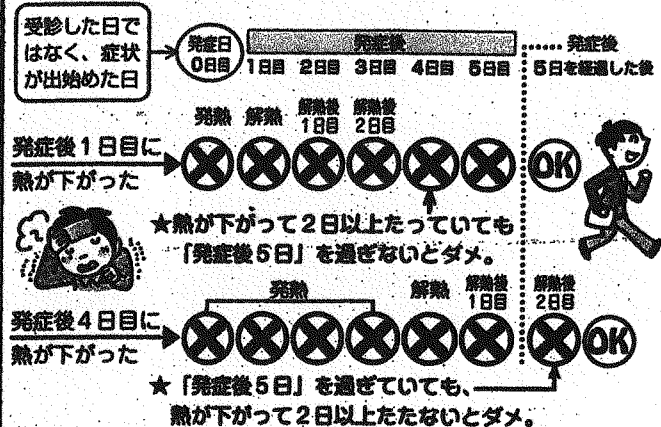 受診した日で
はなく、症状
が出始めた日
発症日
0日目
発症後
1日目 2日目 3日目 4日目 5日目
発症後
5日を経過した後
発熱 解熱 解熱後1日目 解熱後2日目
発症後1日目に
熱が下がった
OK
★熱が下がって2日以上たっていても
「発症後5日」を過ぎないとダメ。
発熱 解熱 解熱後1日目 解熱後2日目
発症後4日目に
熱が下がった
OK
★「発症後5日」を過ぎていても、
熱が下がって2日以上たたないとダメ。